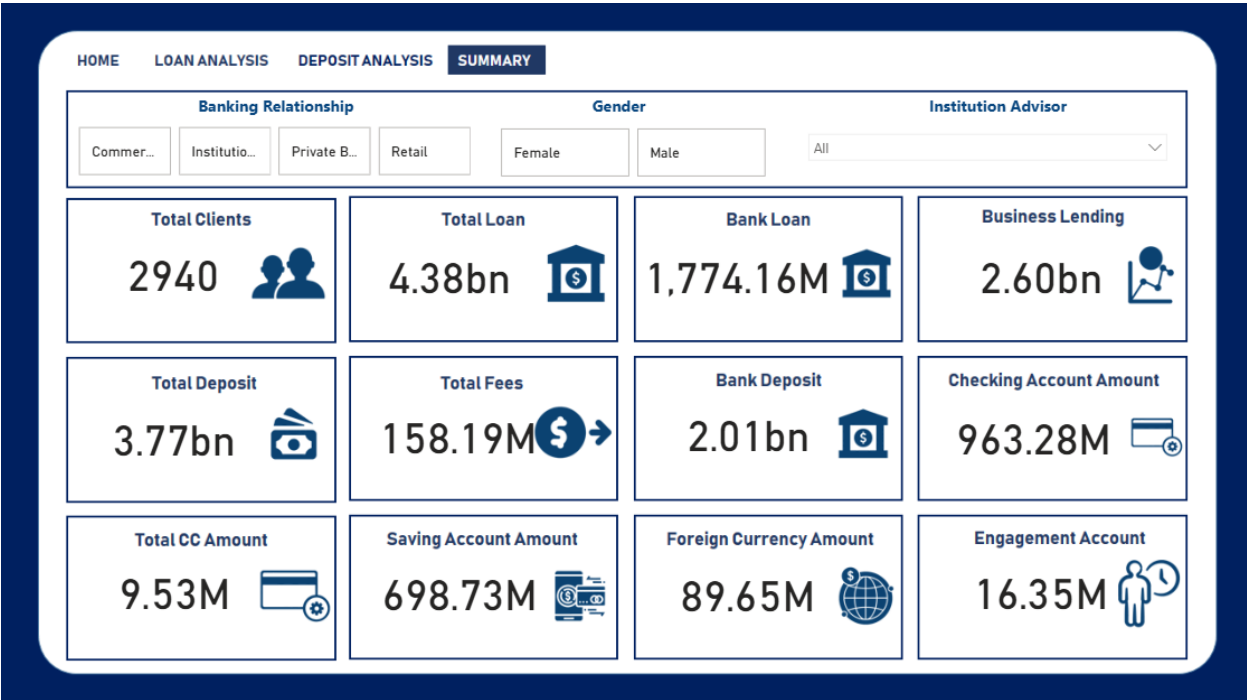 HOME LOAN ANALYSIS DEPOSIT ANALYSIS SUMMARY
Banking Relationship Gender Institution Advisor
Commer... Institutio... Private B... Retail Female Male All
Total Clients Total Loan Bank Loan Business Lending
2940 4.38bn 1,774.16M 2.60bn
Total Deposit Total Fees Bank Deposit Checking Account Amount
3.77bn 158.19M 2.01bn 963.28M
Total CC Amount Saving Account Amount Foreign Currency Amount Engagement Account
9.53M 698.73M 89.65M 16.35M